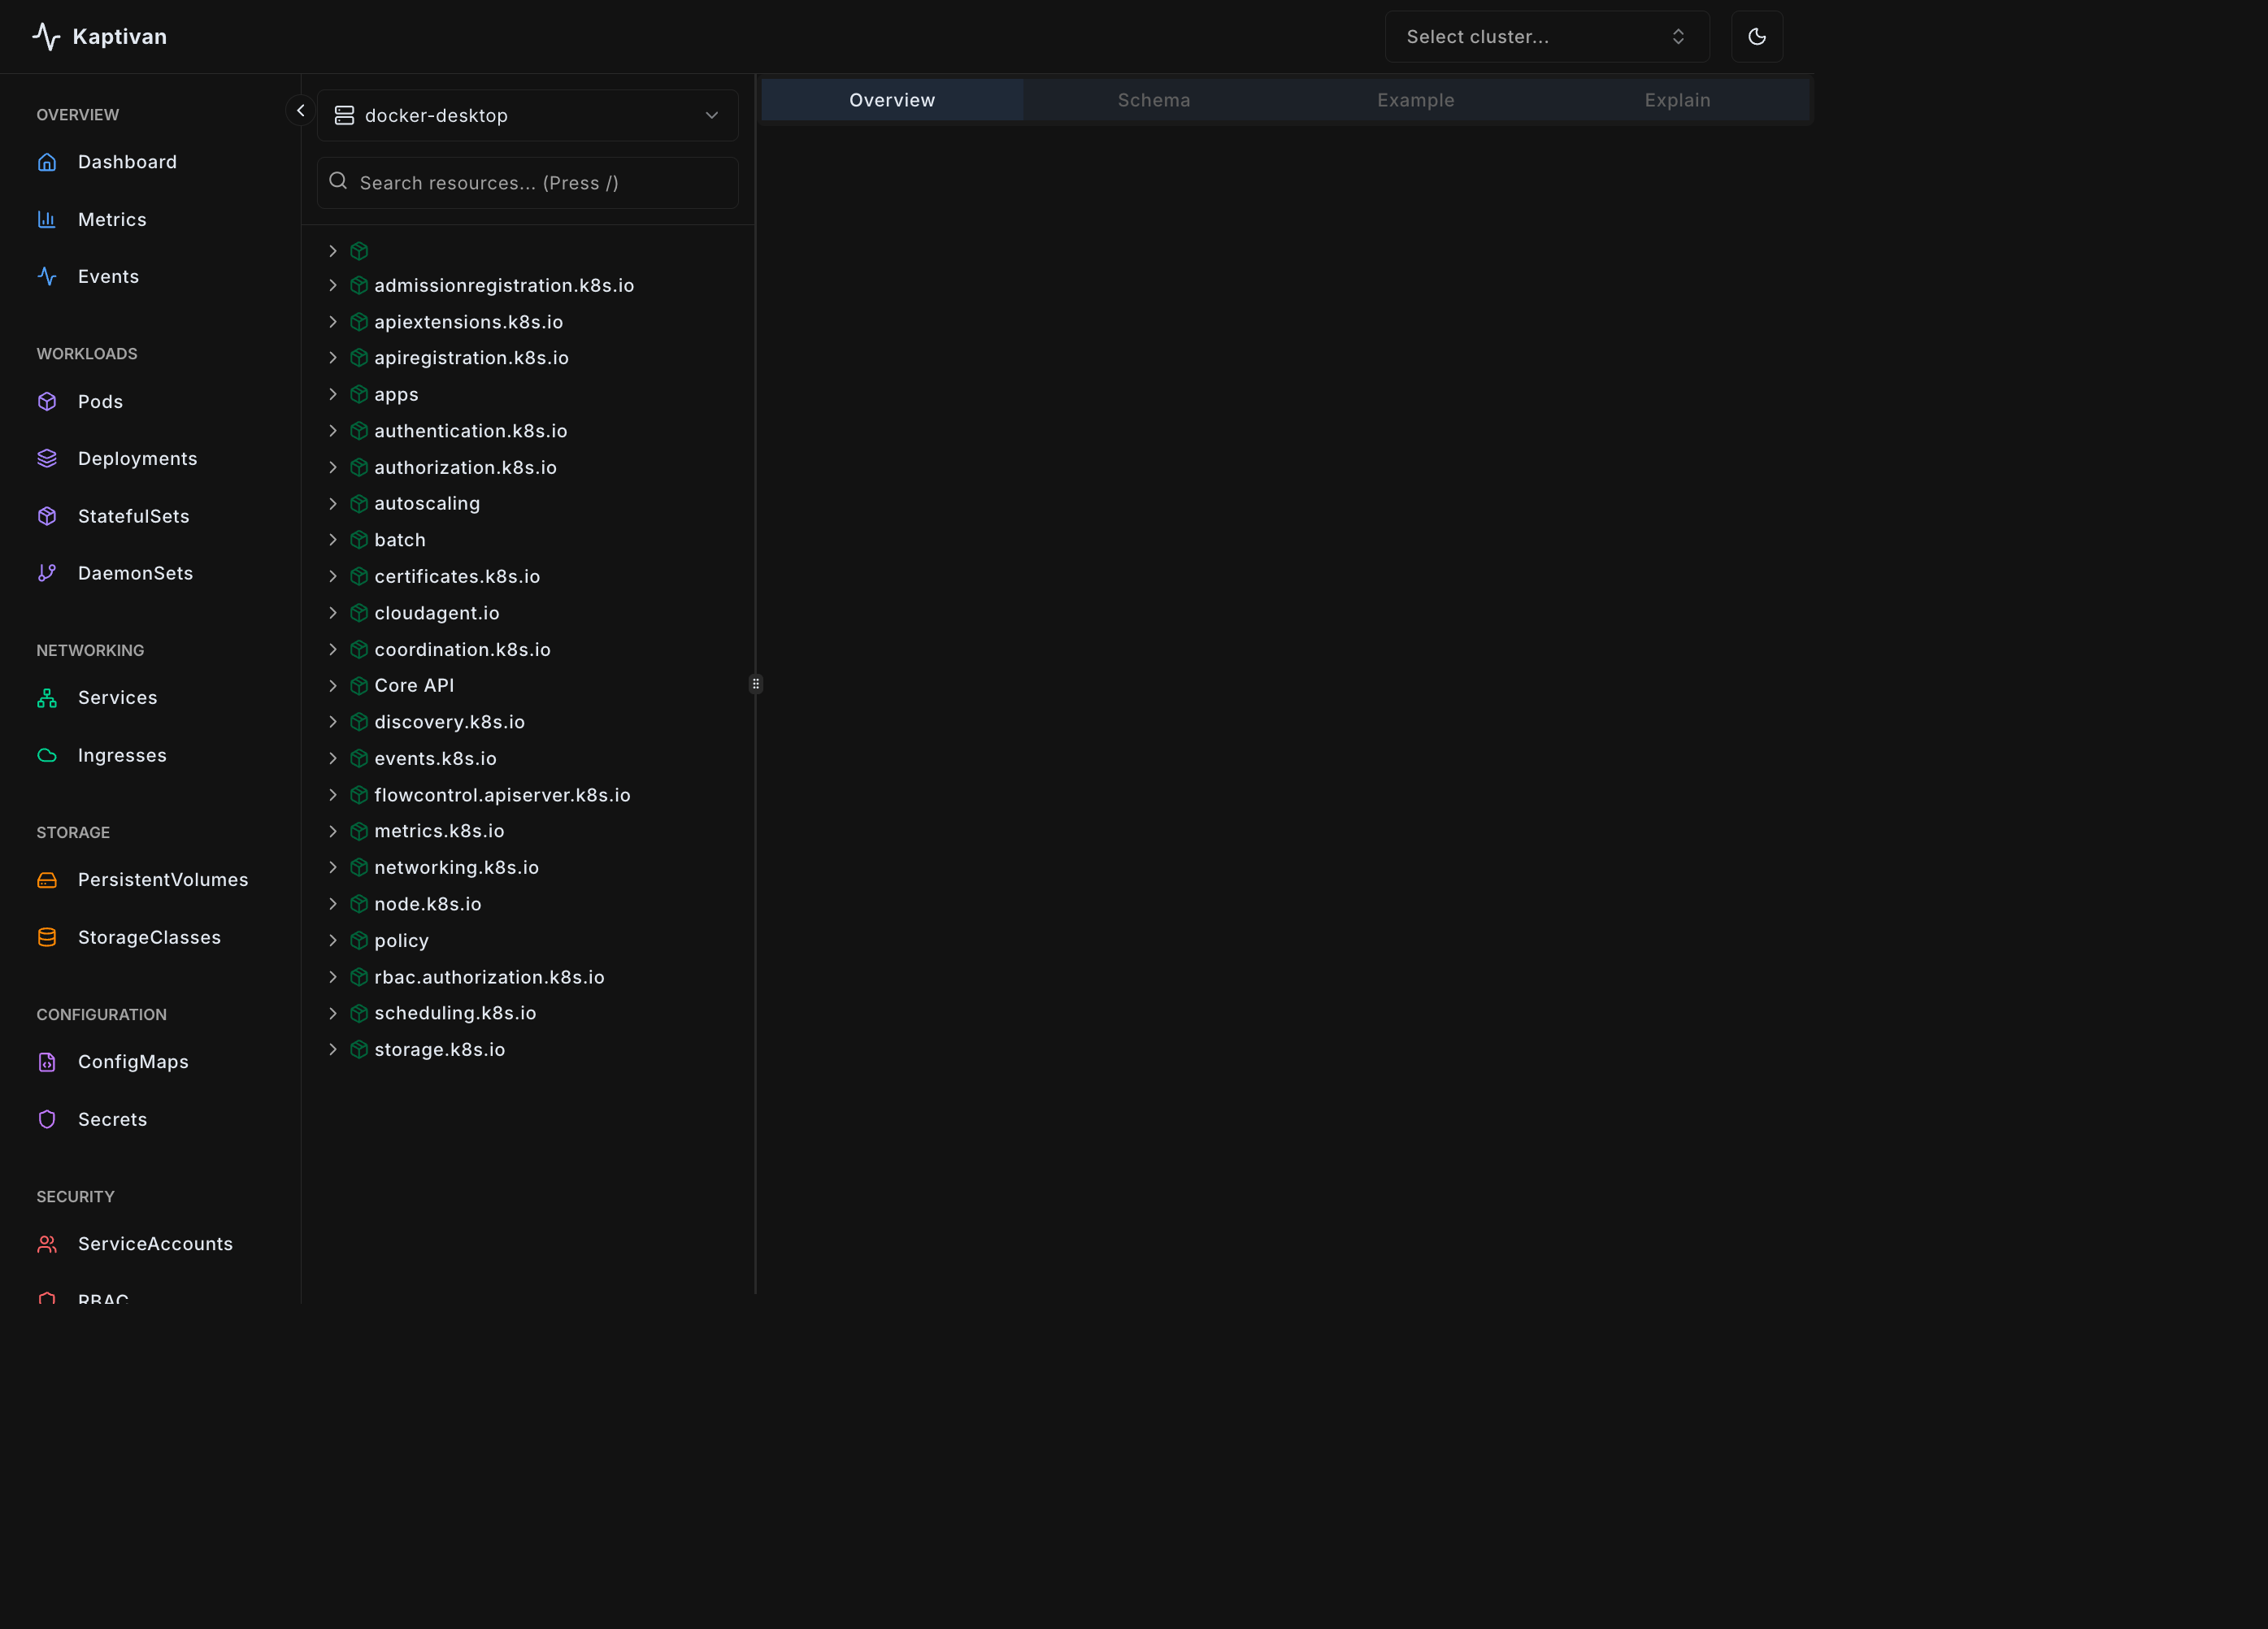 Kaptivan
Select cluster...
OVERVIEW
Dashboard
Metrics
Events
WORKLOADS
Pods
Deployments
StatefulSets
DaemonSets
NETWORKING
Services
Ingresses
STORAGE
PersistentVolumes
StorageClasses
CONFIGURATION
ConfigMaps
Secrets
SECURITY
ServiceAccounts
RBAC
docker-desktop
Search resources... (Press /)
admissionregistration.k8s.io
apiextensions.k8s.io
apiregistration.k8s.io
apps
authentication.k8s.io
authorization.k8s.io
autoscaling
batch
certificates.k8s.io
cloudagent.io
coordination.k8s.io
Core API
discovery.k8s.io
events.k8s.io
flowcontrol.apiserver.k8s.io
metrics.k8s.io
networking.k8s.io
node.k8s.io
policy
rbac.authorization.k8s.io
scheduling.k8s.io
storage.k8s.io
Overview Schema Example Explain